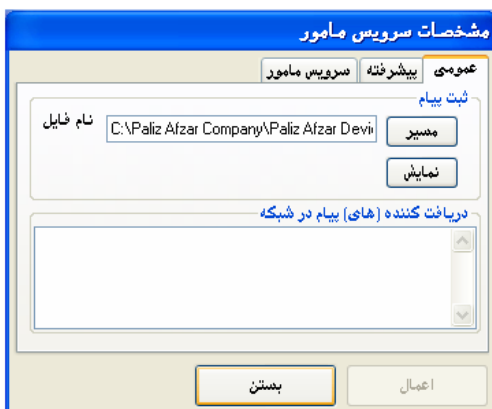 مشخصات سرویس مامور
عمومی پیشرفته سرویس مامور
ثبت پیام
نام فایل C:\Paliz Afzar Company\Paliz Afzar Devi مسیر
نمایش
دریافت کننده (های) پیام در شبکه
بستن اعمال